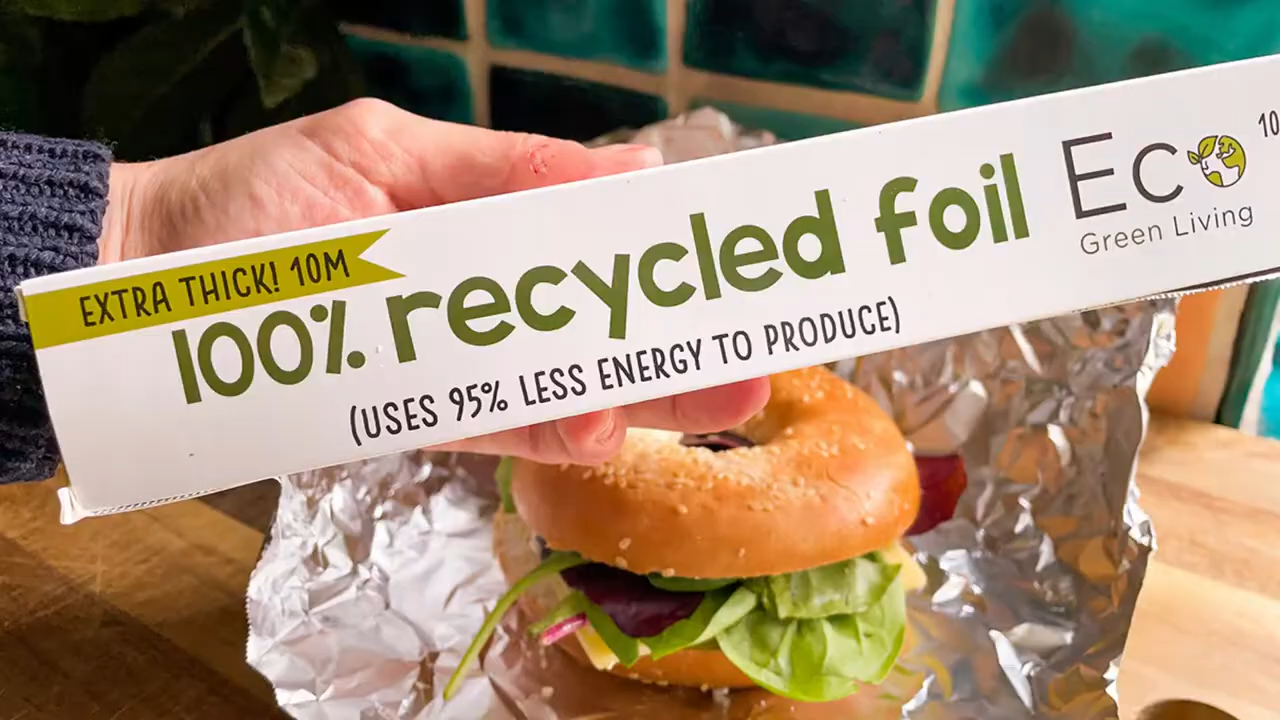 EXTRA THICK! 10M
100% recycled foil
(USES 95% LESS ENERGY TO PRODUCE)
Eco
Green Living